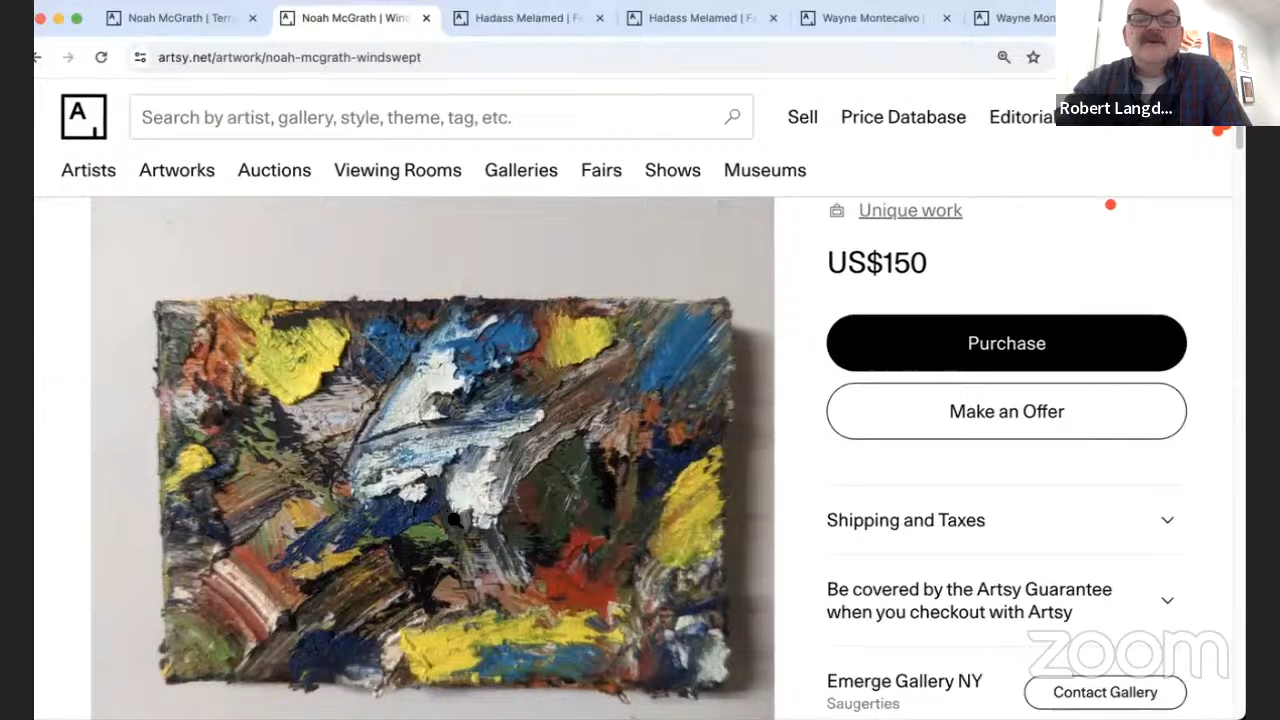 Noah McGrath | Terr
Noah McGrath | Win
Hadass Melamed | F
Hadass Melamed | F
Wayne Montecalvo |
Wayne Mon
artsy.net/artwork/noah-mcgrath-windswept
Robert Langd...
A
Search by artist, gallery, style, theme, tag, etc.
Sell
Price Database
Editorial
Artists
Artworks
Auctions
Viewing Rooms
Galleries
Fairs
Shows
Museums
Unique work
US$150
Purchase
Make an Offer
Shipping and Taxes
Be covered by the Artsy Guarantee
when you checkout with Artsy
zoom
Emerge Gallery NY
Saugerties
Contact Gallery